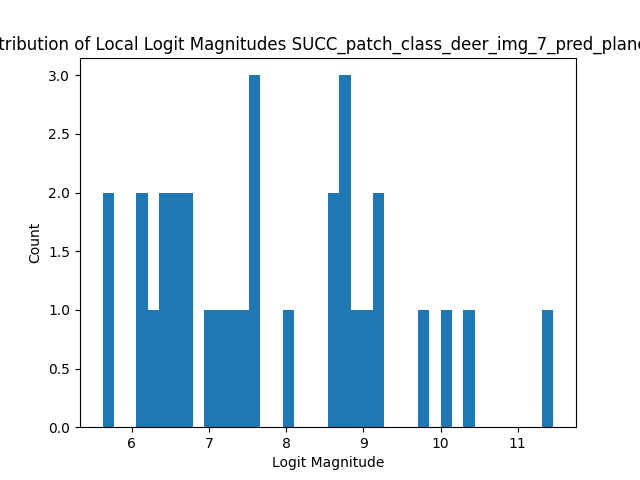 tribution of Local Logit Magnitudes SUCC_patch_class_deer_img_7_pred_plane
3.0
2.5
2.0
1.5
1.0
0.5
0.0
Count
6 7 8 9 10 11
Logit Magnitude